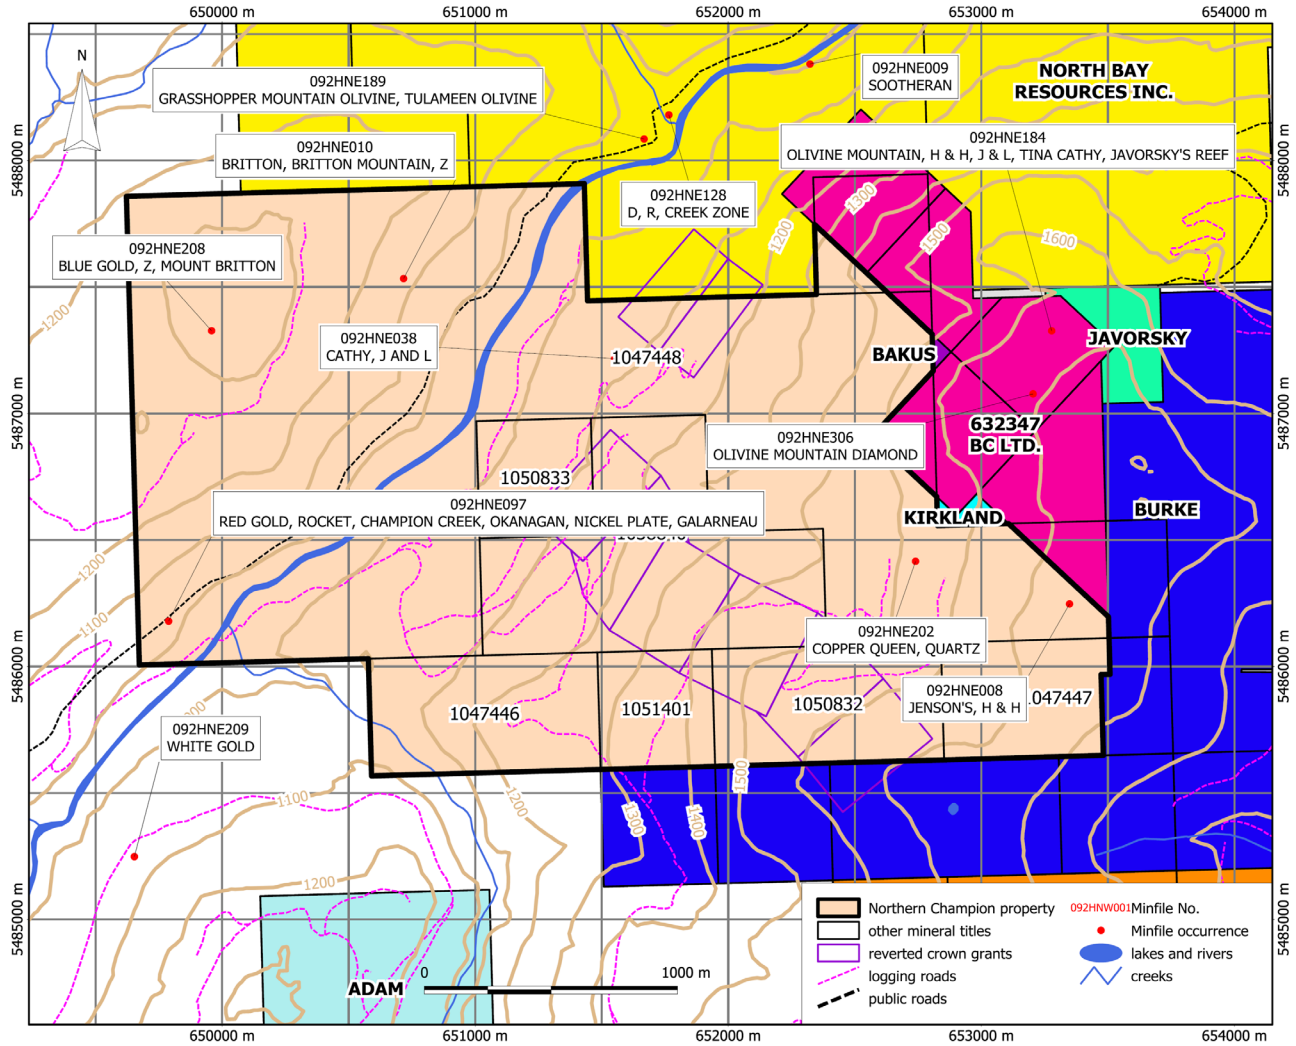 650000 m
651000 m
652000 m
653000 m
654000 m
N
092HNE189
GRASSHOPPER MOUNTAIN OLIVINE, TULAMEEN OLIVINE
092HNE009
SOOTHERAN
NORTH BAY
RESOURCES INC.
092HNE010
BRITTON, BRITTON MOUNTAIN, Z
092HNE184
OLIVINE MOUNTAIN, H & H, J & L, TINA CATHY, JAVORSKY'S REEF
5488000 m
5488000 m
092HNE128
D, R, CREEK ZONE
1300
1200
1500
1600
092HNE208
BLUE GOLD, Z, MOUNT BRITTON
1200
092HNE038
CATHY, J AND L
1047448
BAKUS
JAVORSKY
5487000 m
5487000 m
632347
BC LTD.
092HNE306
OLIVINE MOUNTAIN DIAMOND
1050833
092HNE097
RED GOLD, ROCKET, CHAMPION CREEK, OKANAGAN, NICKEL PLATE, GALARNEAU
KIRKLAND
BURKE
1200
1100
092HNE202
COPPER QUEEN, QUARTZ
5486000 m
5486000 m
092HNE008
JENSON'S, H & H
047447
1047446
1051401
1050832
092HNE209
WHITE GOLD
1100
1200
1500
1300
1400
1200
5485000 m
5485000 m
ADAM
0
1000 m
Northern Champion property
other mineral titles
reverted crown grants
logging roads
public roads
092HNW001 Minfile No.
Minfile occurrence
lakes and rivers
creeks
650000 m
651000 m
652000 m
653000 m
654000 m